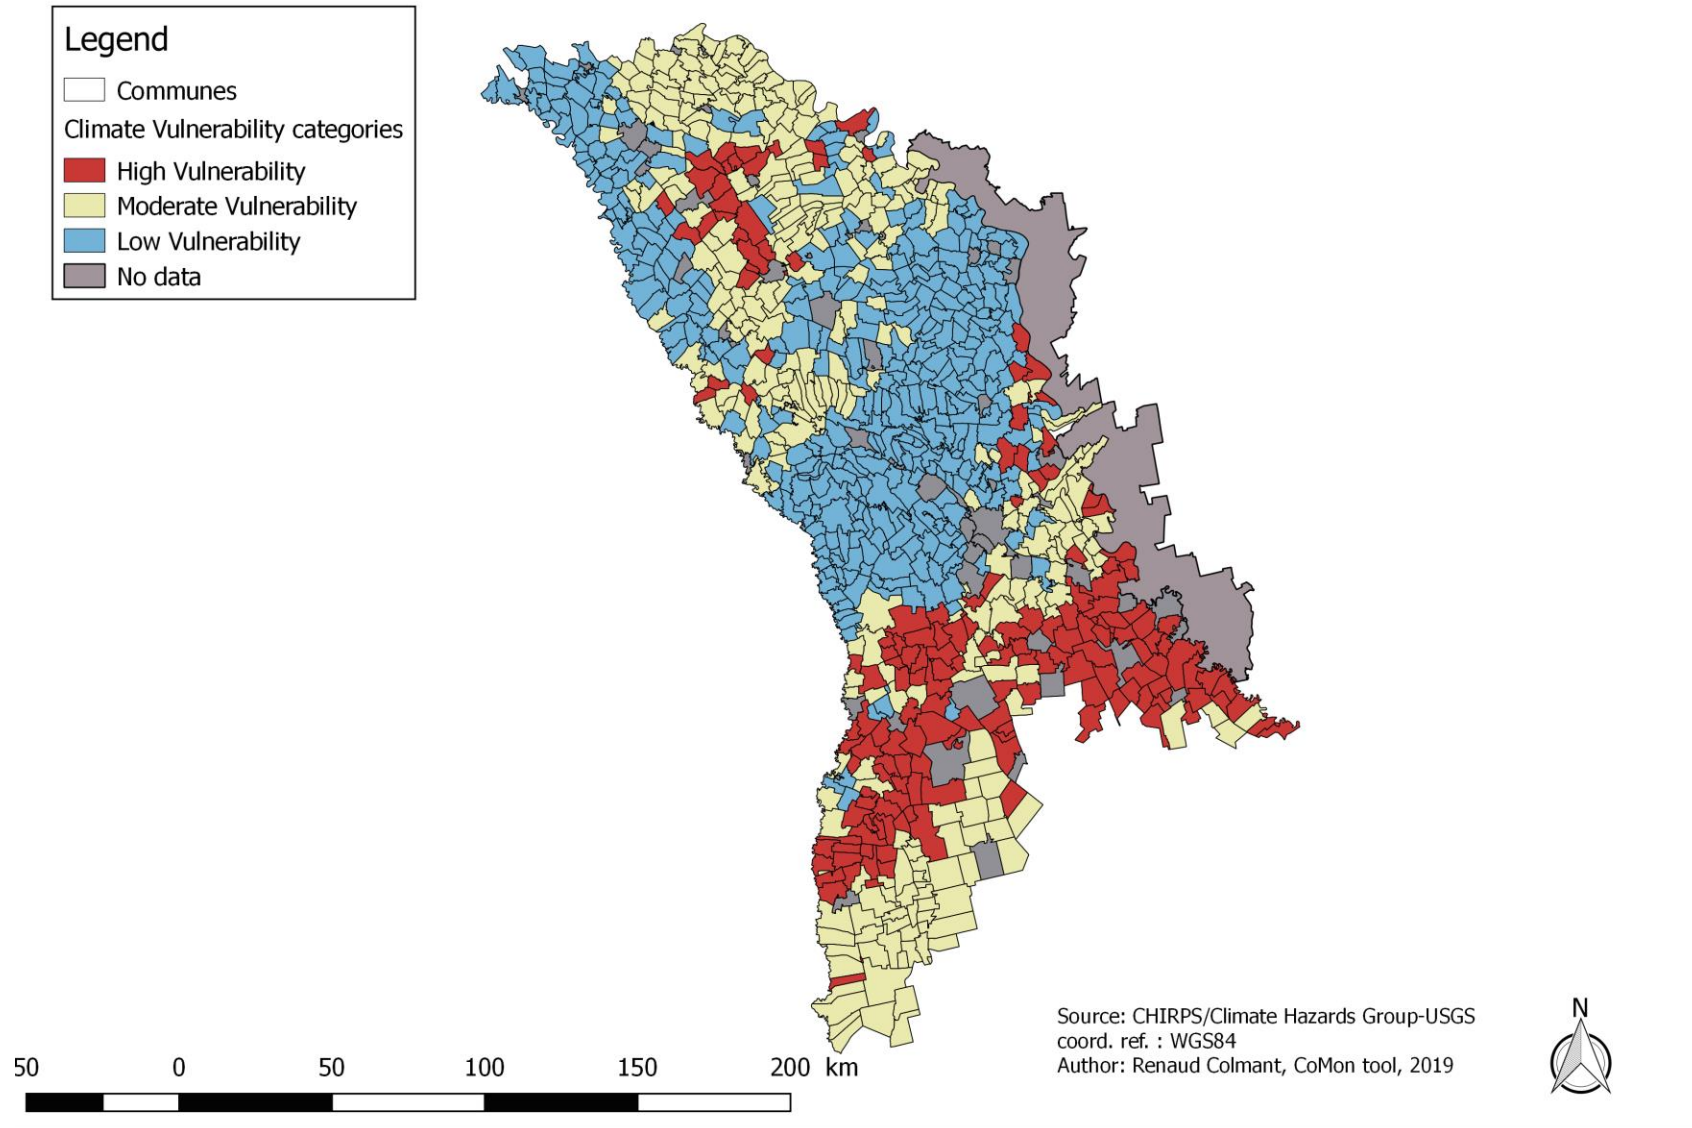 Legend
Communes
Climate Vulnerability categories
High Vulnerability
Moderate Vulnerability
Low Vulnerability
No data
Source: CHIRPS/Climate Hazards Group-USGS
coord. ref. : WGS84
Author: Renaud Colmant, CoMon tool, 2019
N
50 0 50 100 150 200 km